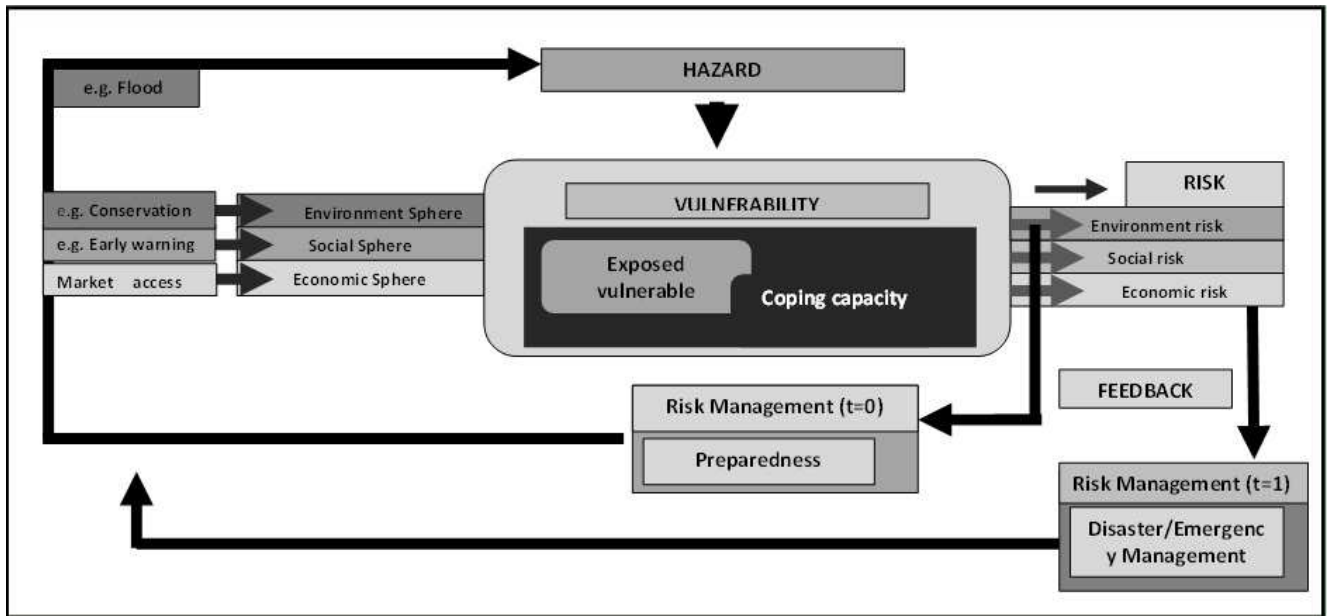 HAZARD
e.g. Flood
RISK
VULNERABILITY
e.g. Conservation
Environment Sphere
Environment risk
e.g. Early warning
Social Sphere
Social risk
Market access
Economic Sphere
Economic risk
Exposed
vulnerable
Coping capacity
FEEDBACK
Risk Management (t=0)
Preparedness
Risk Management (t=1)
Disaster/Emergenc
y Management